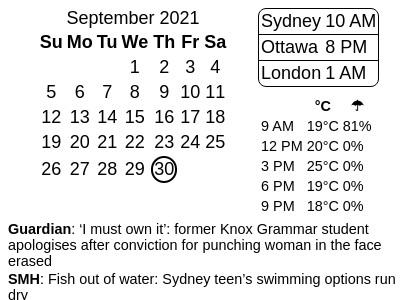 September 2021
Su Mo Tu We Th Fr Sa
1 2 3 4
5 6 7 8 9 10 11
12 13 14 15 16 17 18
19 20 21 22 23 24 25
26 27 28 29 30
Sydney 10 AM
Ottawa 8 PM
London 1 AM
°C ☂
9 AM 19°C 81%
12 PM 20°C 0%
3 PM 25°C 0%
6 PM 19°C 0%
9 PM 18°C 0%
Guardian: ‘I must own it’: former Knox Grammar student
apologises after conviction for punching woman in the face
erased
SMH: Fish out of water: Sydney teen’s swimming options run
dry